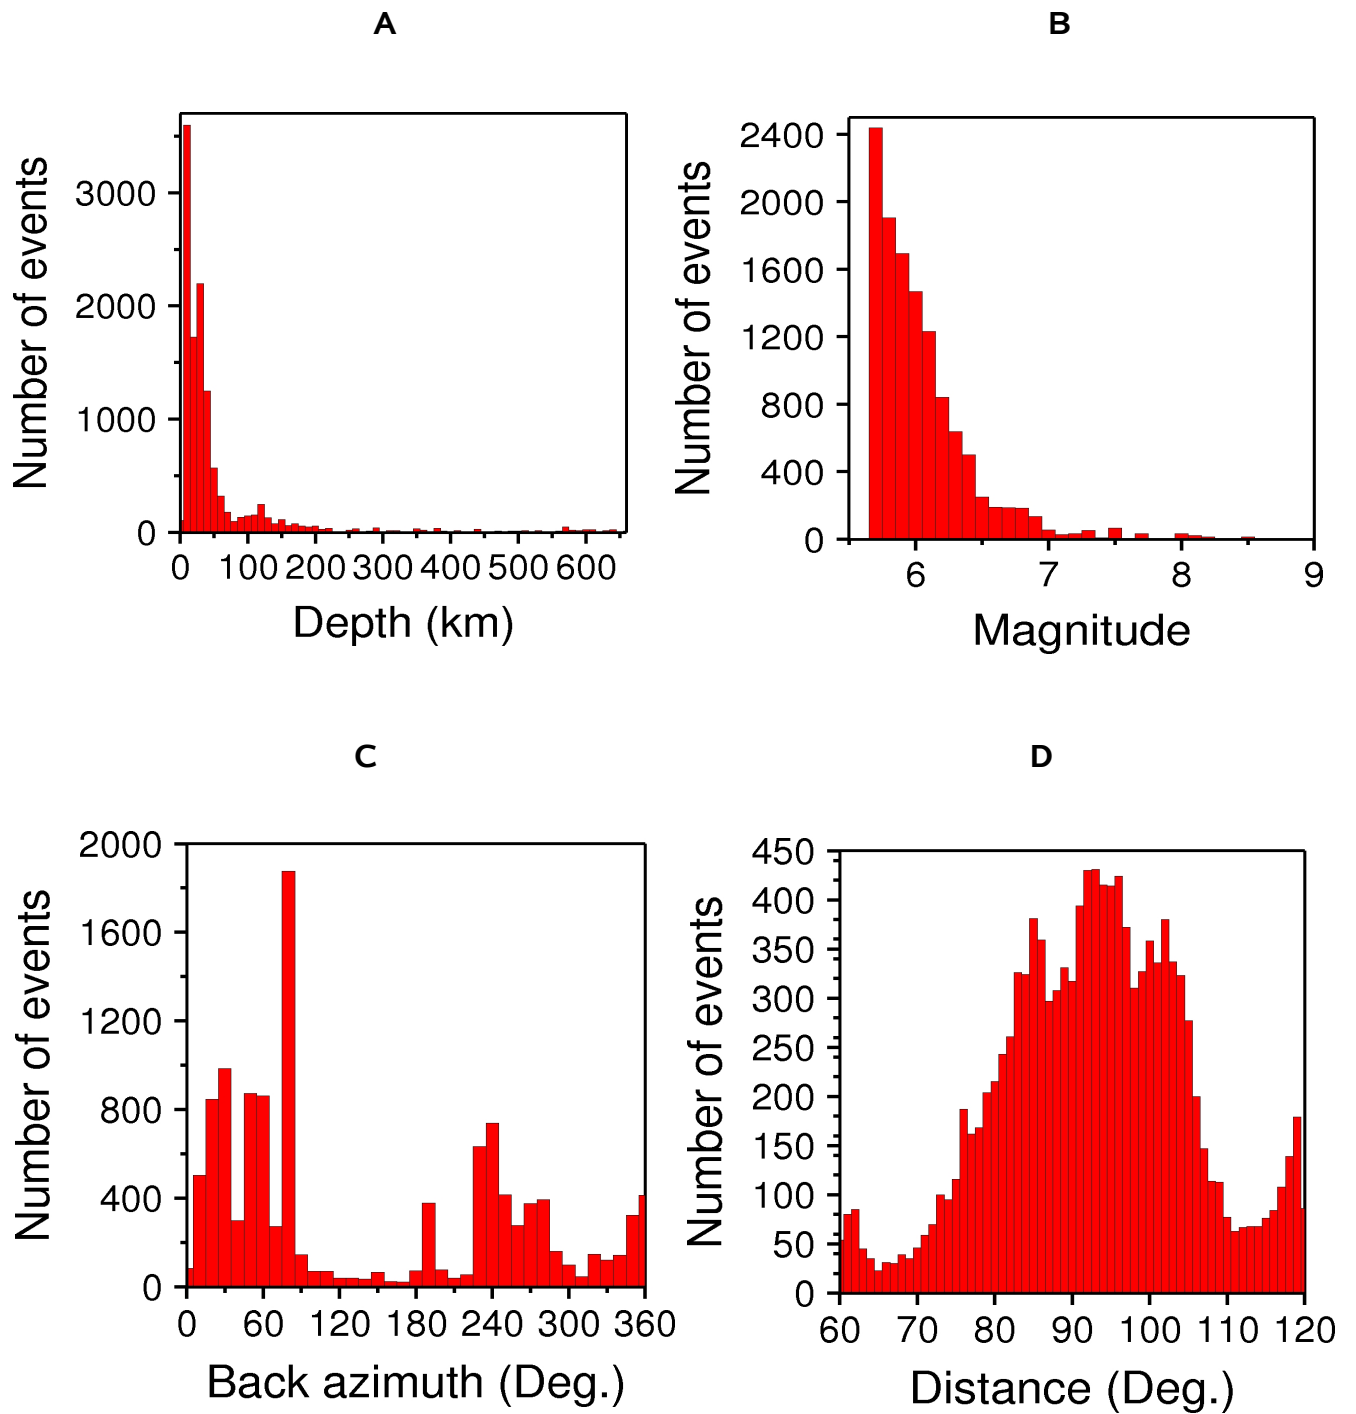 A
B
Number of events
3000
2000
1000
0
0 100 200 300 400 500 600
Depth (km)
Number of events
2400
2000
1600
1200
800
400
0
6 7 8 9
Magnitude
C
D
Number of events
2000
1600
1200
800
400
0
0 60 120 180 240 300 360
Back azimuth (Deg.)
Number of events
450
400
350
300
250
200
150
100
50
0
60 70 80 90 100 110 120
Distance (Deg.)